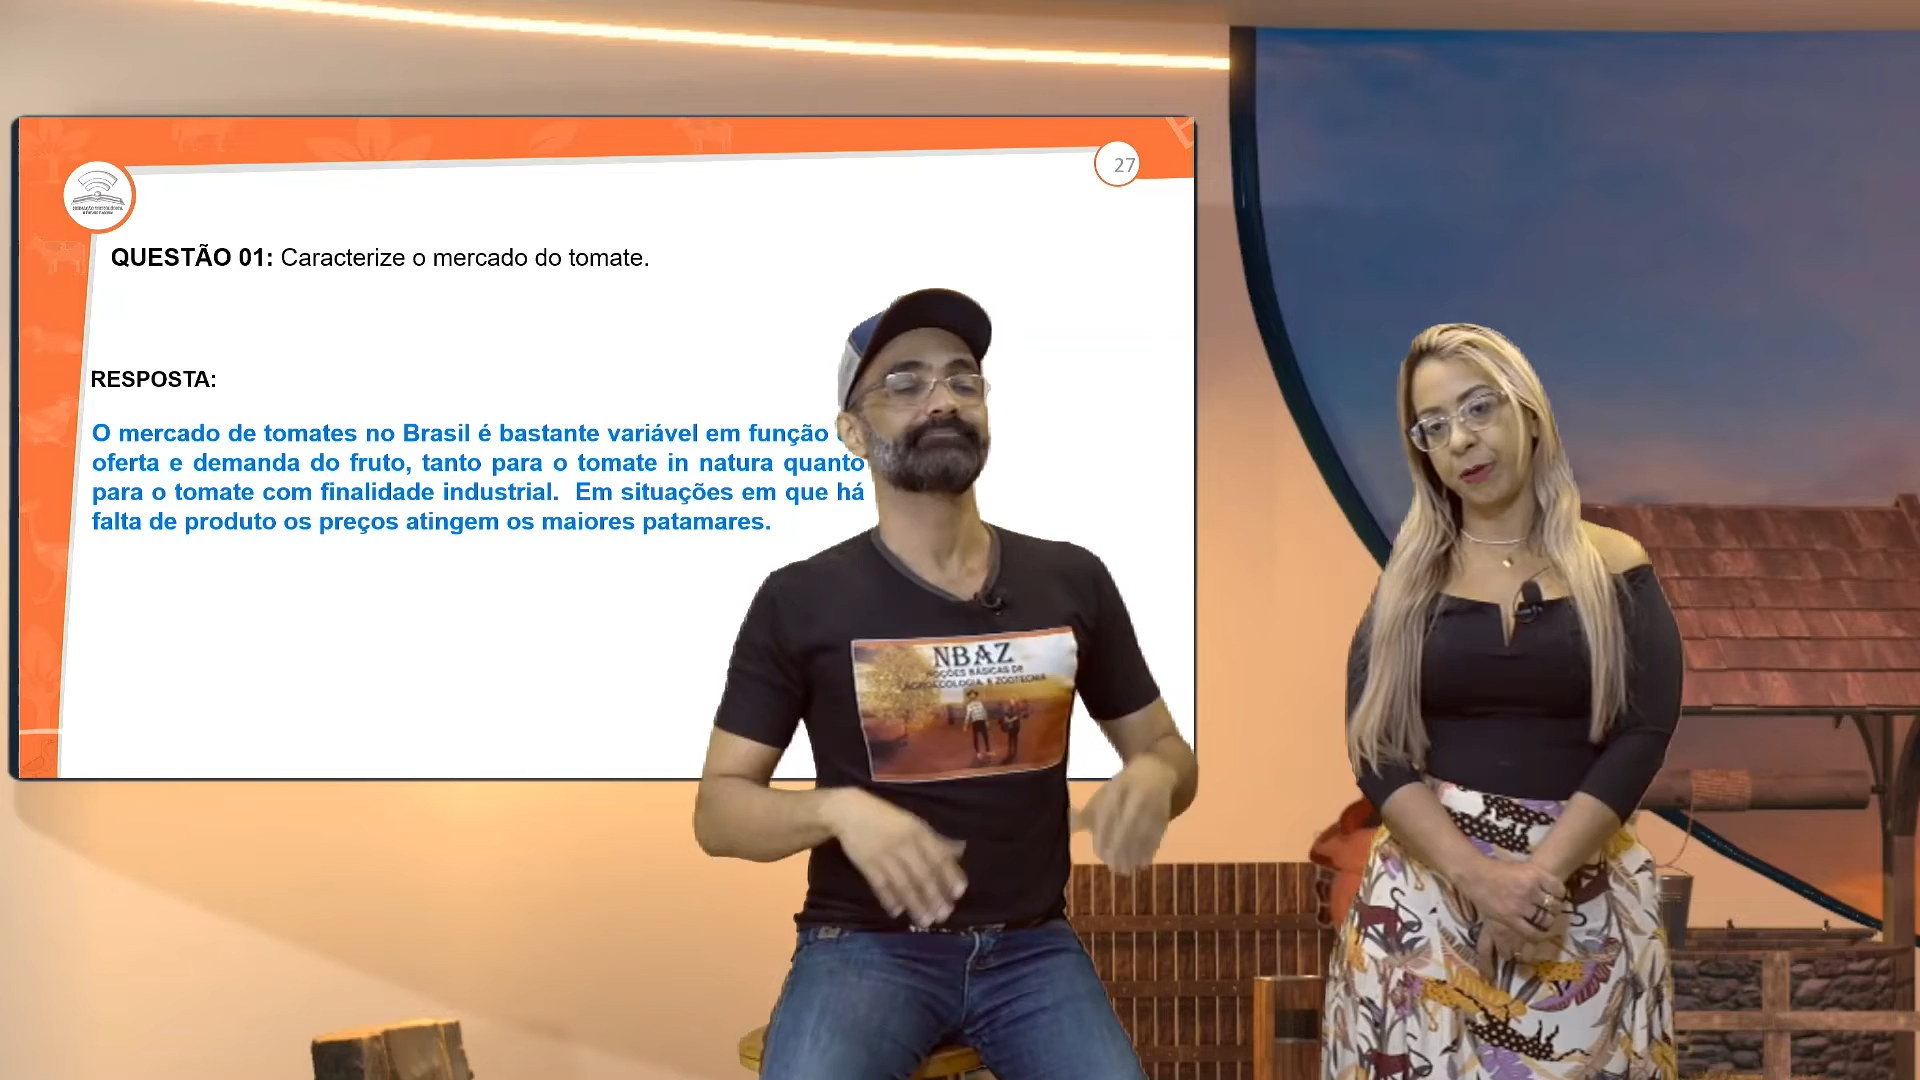 27
QUESTÃO 01: Caracterize o mercado do tomate.
RESPOSTA:
O mercado de tomates no Brasil é bastante variável em função
oferta e demanda do fruto, tanto para o tomate in natura quanto
para o tomate com finalidade industrial. Em situações em que há
falta de produto os preços atingem os maiores patamares.
NBAZ
NOÇÕES BÁSICAS DE
AGROECOLOGIA E ZOOTECNIA